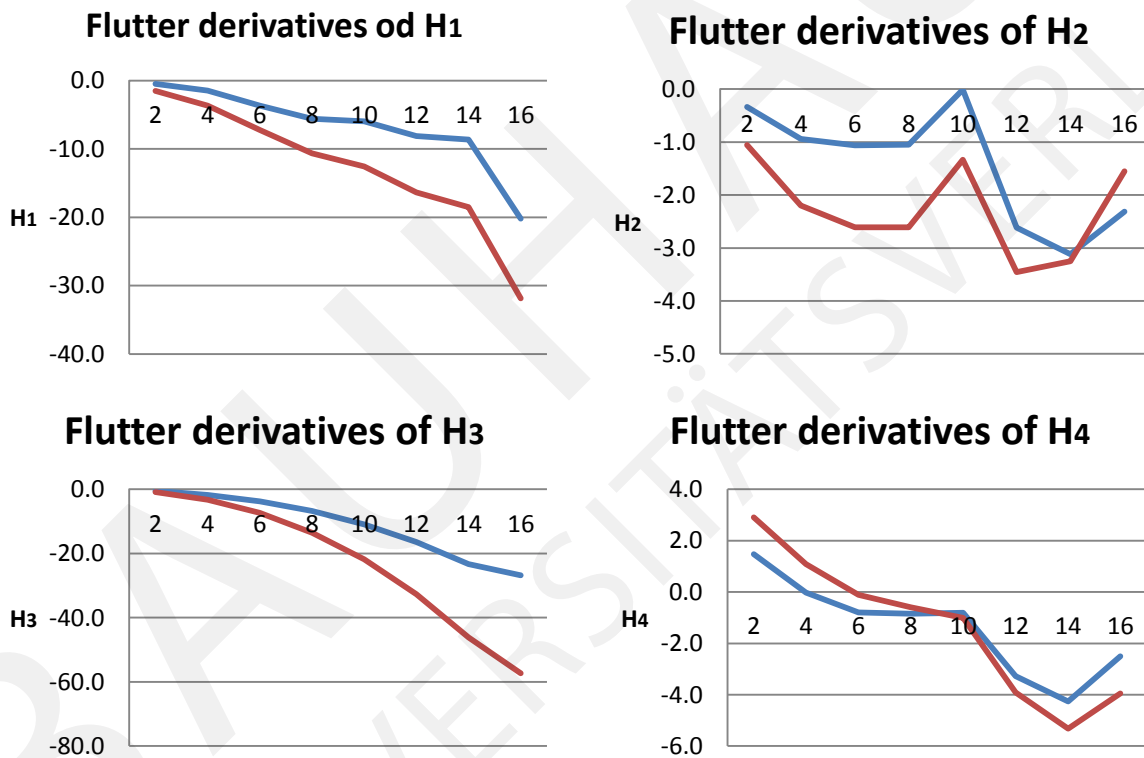 Flutter derivatives od H1
0.0
2 4 6 8 10 12 14 16
-10.0
H1 -20.0
-30.0
-40.0
Flutter derivatives of H2
0.0
2 4 6 8 10 12 14 16
-1.0
-2.0
H2
-3.0
-4.0
-5.0
Flutter derivatives of H3
0.0
2 4 6 8 10 12 14 16
-20.0
H3 -40.0
-60.0
-80.0
Flutter derivatives of H4
4.0
2.0
0.0
H4
2 4 6 8 10 12 14 16
-2.0
-4.0
-6.0
BAUHA
VERSITÄTSVERL